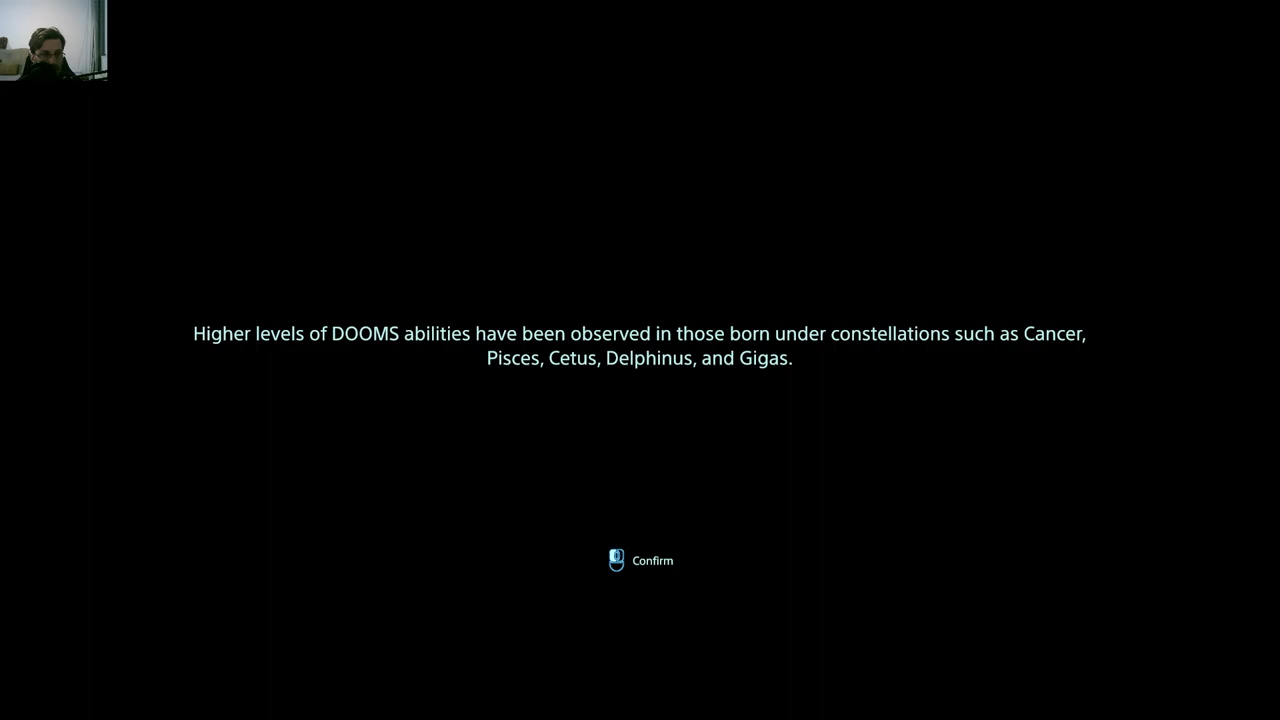 Higher levels of DOOMS abilities have been observed in those born under constellations such as Cancer,
Pisces, Cetus, Delphinus, and Gigas.
Confirm